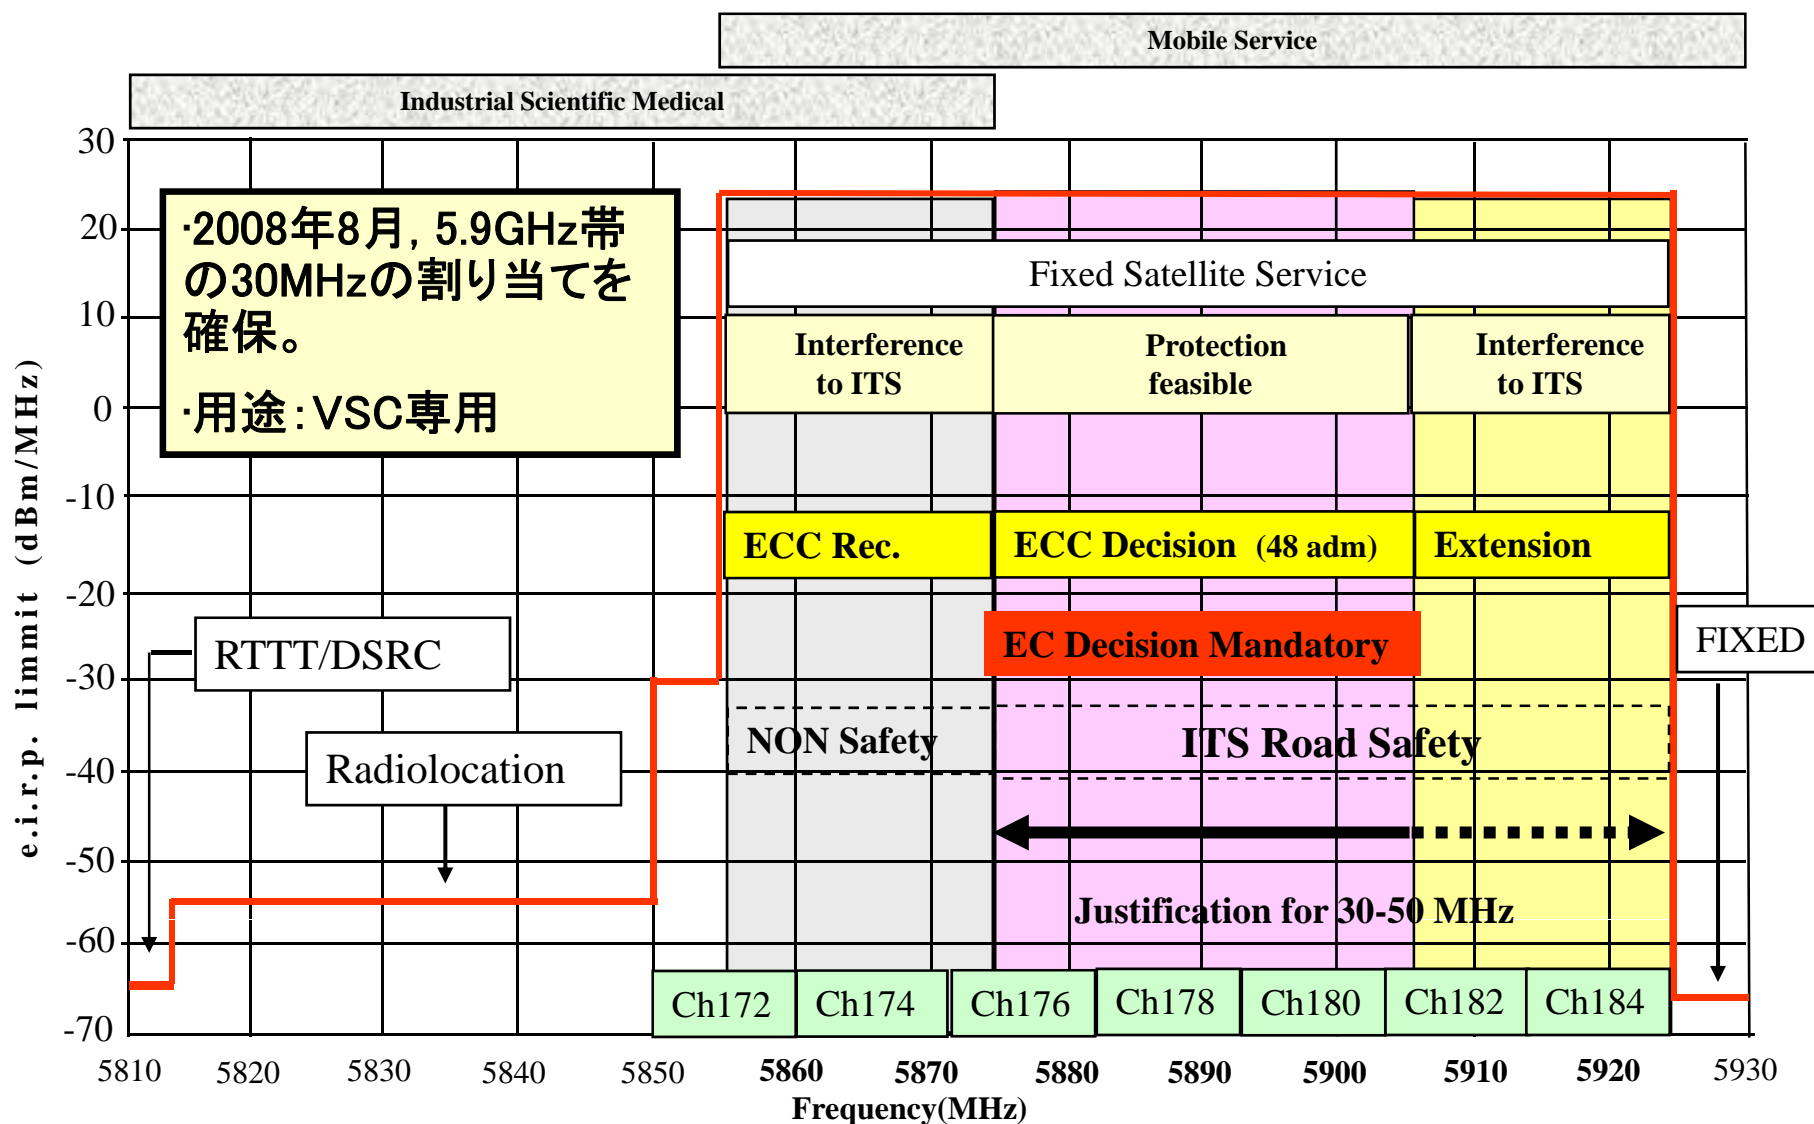 Mobile Service
Industrial Scientific Medical
30
20
10
0
-10
-20
-30
-40
-50
-60
-70
e.i.r.p. limmit (dBm/MHz)
･2008年8月, 5.9GHz帯
の30MHzの割り当てを
確保。
･用途：VSC専用
Fixed Satellite Service
Interference
to ITS
Protection
feasible
Interference
to ITS
ECC Rec.
ECC Decision (48 adm)
Extension
EC Decision Mandatory
RTTT/DSRC
FIXED
Radiolocation
NON Safety
ITS Road Safety
Justification for 30-50 MHz
Ch172
Ch174
Ch176
Ch178
Ch180
Ch182
Ch184
5810
5820
5830
5840
5850
5860
5870
5880
5890
5900
5910
5920
5930
Frequency(MHz)